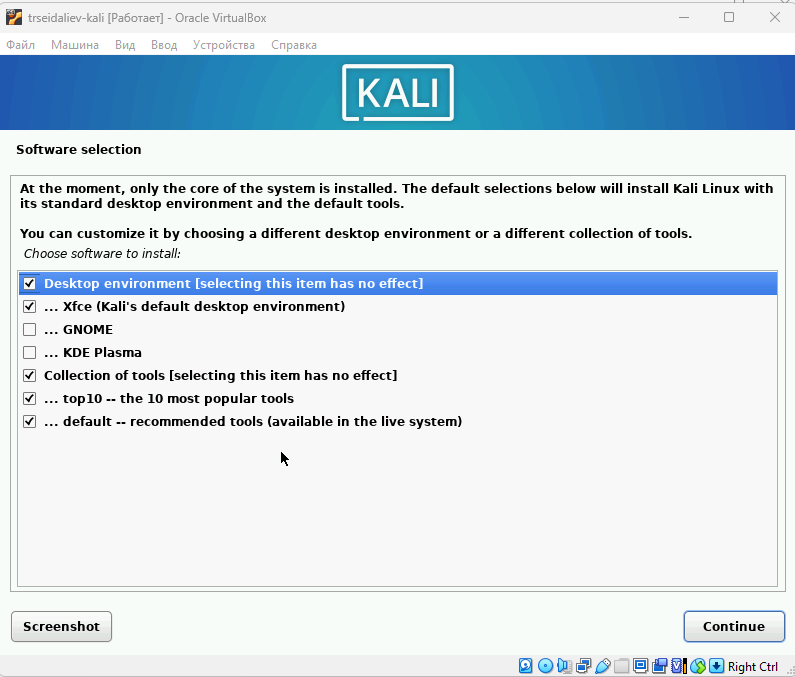 trseidaliev-kali [Работает] - Oracle VirtualBox
Файл Машина Вид Ввод Устройства Справка
KALI
Software selection
At the moment, only the core of the system is installed. The default selections below will install Kali Linux with
its standard desktop environment and the default tools.
You can customize it by choosing a different desktop environment or a different collection of tools.
Choose software to install:
Desktop environment [selecting this item has no effect]
... Xfce (Kali's default desktop environment)
... GNOME
... KDE Plasma
Collection of tools [selecting this item has no effect]
... top10 -- the 10 most popular tools
... default -- recommended tools (available in the live system)
Screenshot
Continue
Right Ctrl